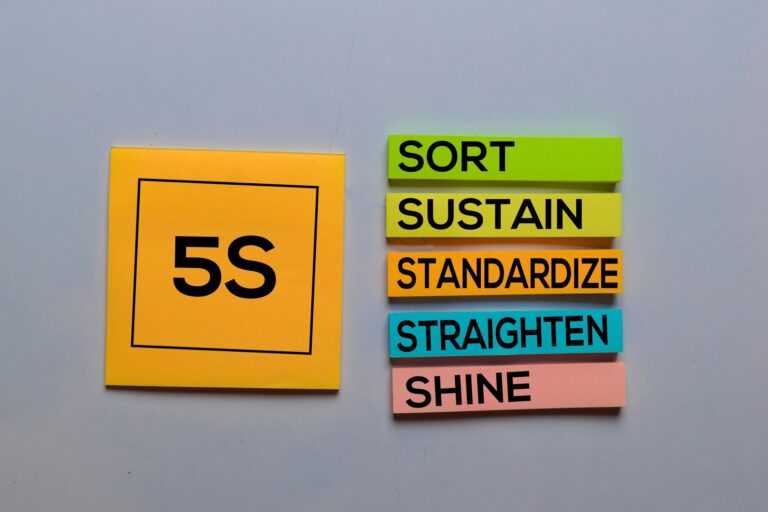 5S
SORT
SUSTAIN
STANDARDIZE
STRAIGHTEN
SHINE